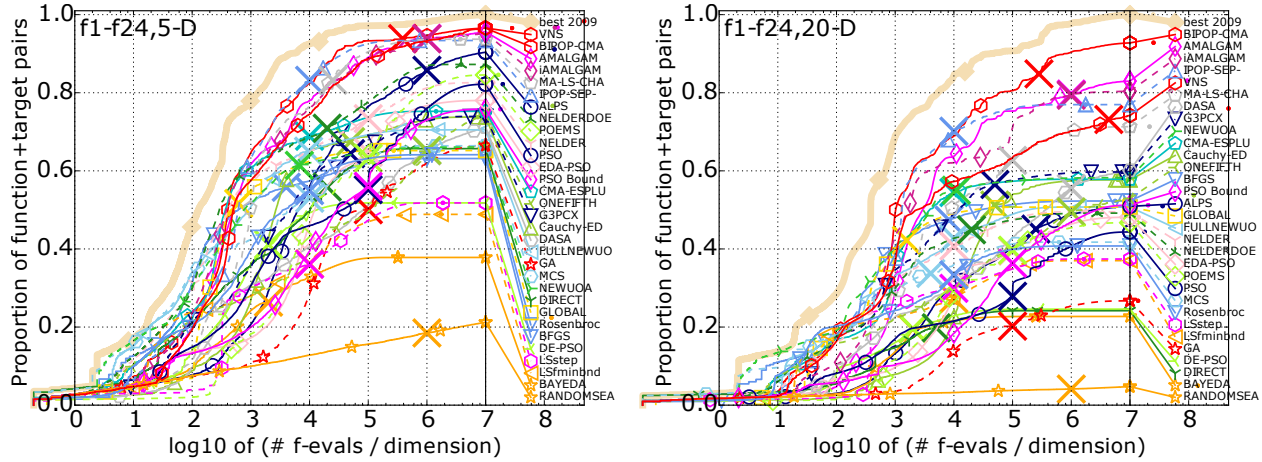 f1-f24,5-D
Proportion of function+target pairs
1.0
0.8
0.6
0.4
0.2
0.0
0 1 2 3 4 5 6 7 8
log10 of (# f-evals / dimension)
best 2009
VNS
BIPOP-CMA
AMALGAM
iAMALGAM
MA-LS-CHA
IPOP-SEP-
ALPS
NELDERDOE
POEMS
NELDER
PSO
EDA-PSO
PSO Bound
CMA-ESPLU
ONEFIFTH
G3PCX
Cauchy-ED
DASA
FULLNEWUO
GA
MCS
NEWUOA
DIRECT
GLOBAL
Rosenbroc
BFGS
DE-PSO
LSstep
LSfminbnd
BAYEDA
RANDOMSEA
f1-f24,20-D
Proportion of function+target pairs
1.0
0.8
0.6
0.4
0.2
0.0
0 1 2 3 4 5 6 7 8
log10 of (# f-evals / dimension)
best 2009
BIPOP-CMA
AMALGAM
iAMALGAM
IPOP-SEP-
VNS
MA-LS-CHA
DASA
G3PCX
NEWUOA
CMA-ESPLU
Cauchy-ED
ONEFIFTH
BFGS
PSO Bound
ALPS
GLOBAL
FULLNEWUO
NELDER
NELDERDOE
EDA-PSO
POEMS
PSO
MCS
Rosenbroc
LSstep
LSfminbnd
GA
DE-PSO
DIRECT
BAYEDA
RANDOMSEA